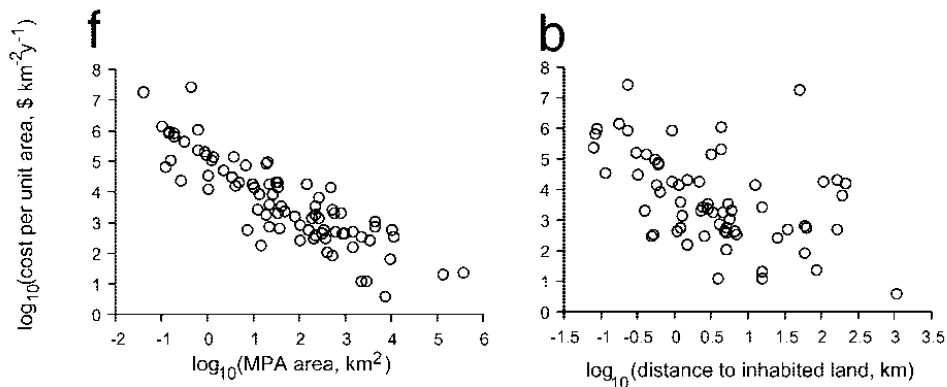 f
b
log10(cost per unit area, $ km-2y-1)
8
7
6
5
4
3
2
1
0
-2 -1 0 1 2 3 4 5 6
log10(MPA area, km2)
8
7
6
5
4
3
2
1
0
-1.5 -1 -0.5 0 0.5 1 1.5 2 2.5 3 3.5
log10(distance to inhabited land, km)